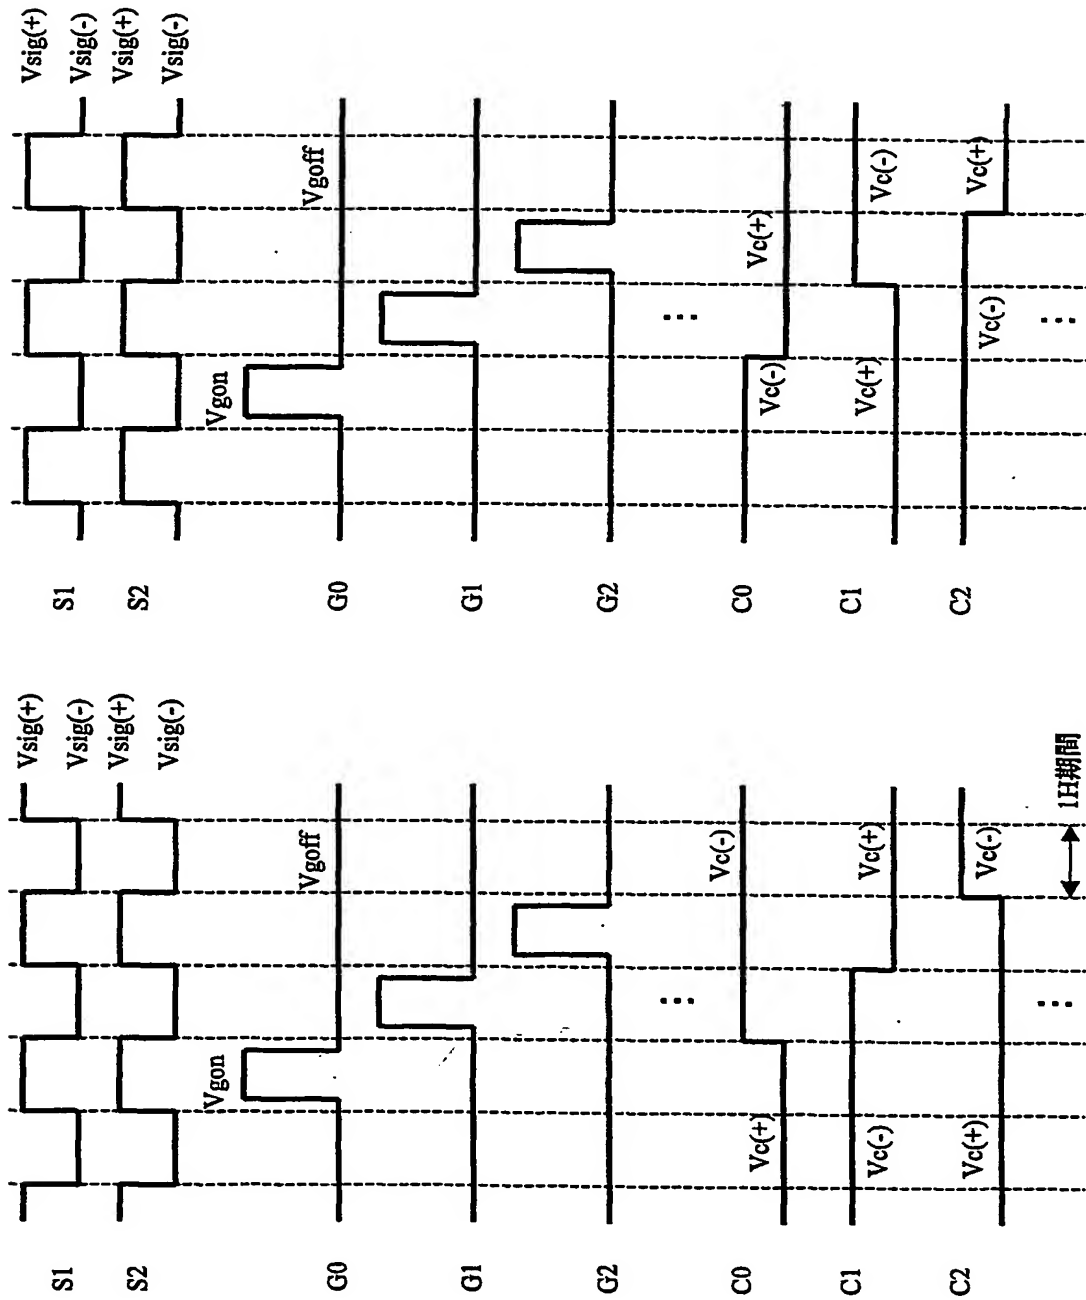 Vsig(+)
S1
Vsig(-)
Vsig(+)
S2
Vsig(-)
Vgon
Vgoff
G0
G1
G2
...
C0
Vc(+)
Vc(-)
C1
Vc(-)
Vc(+)
C2
Vc(+)
Vc(-)
...
1H期間
Vsig(+)
S1
Vsig(-)
Vsig(+)
S2
Vsig(-)
Vgon
Vgoff
G0
G1
G2
...
C0
Vc(-)
Vc(+)
C1
Vc(+)
Vc(-)
C2
Vc(-)
Vc(+)
...